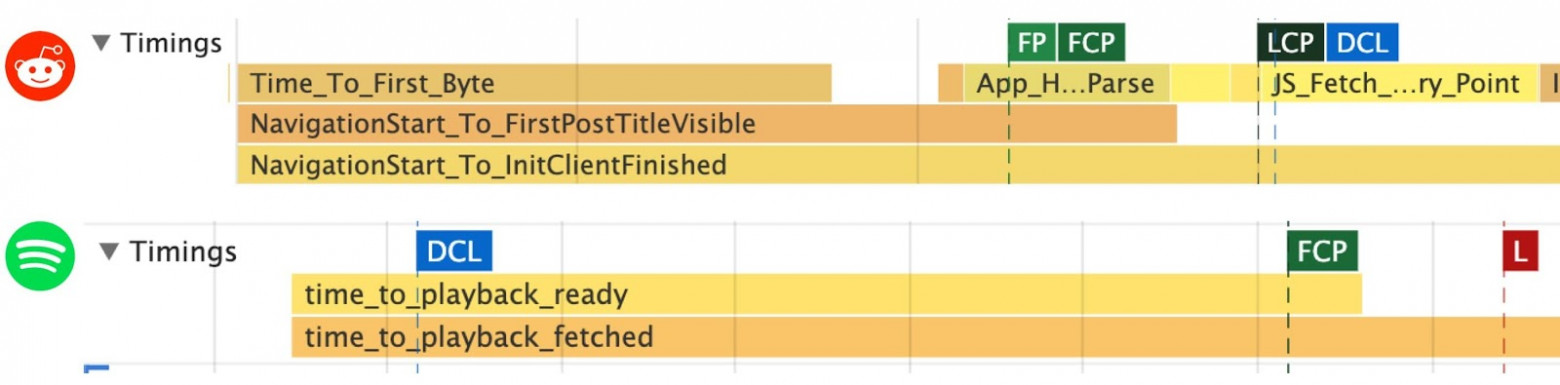 ▼ Timings FP FCP LCP DCL
Time_To_First_Byte App_H...Parse JS_Fetch_...ry_Point
NavigationStart_To_FirstPostTitleVisible
NavigationStart_To_InitClientFinished
▼ Timings DCL FCP L
time_to_playback_ready
time_to_playback_fetched